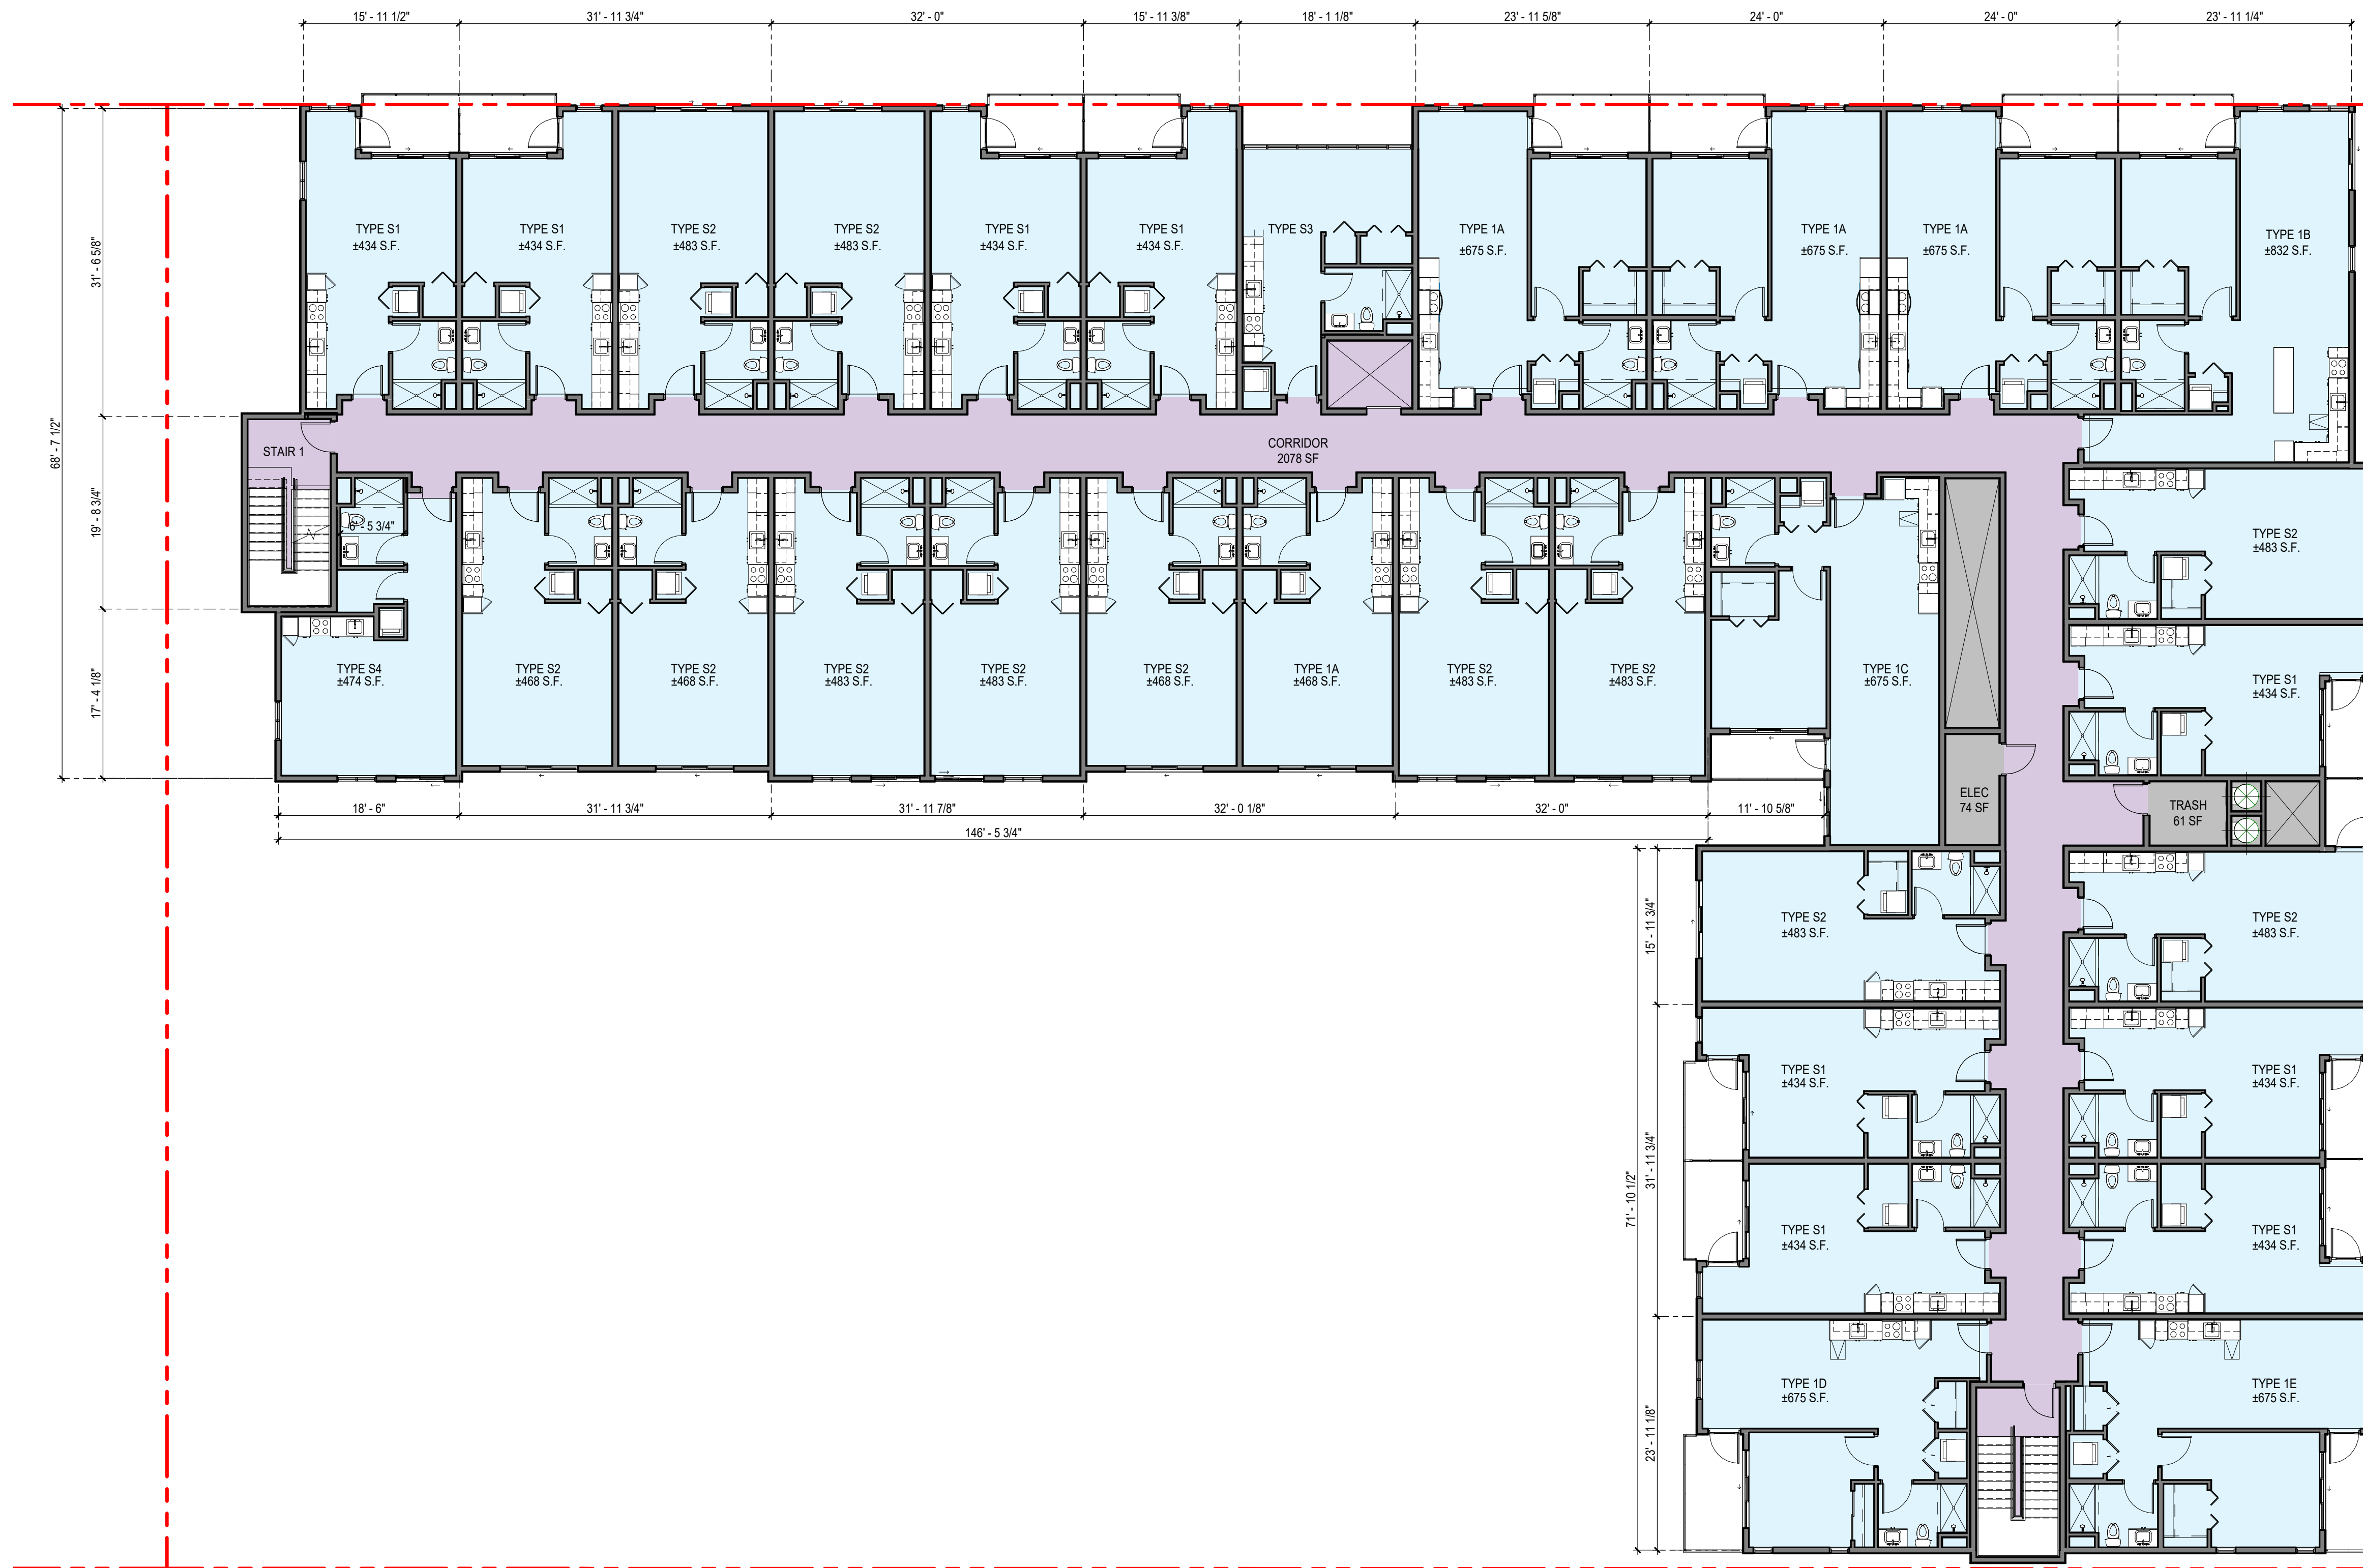 15' - 11 1/2"
31' - 11 3/4"
32' - 0"
15' - 11 3/8"
18' - 1 1/8"
23' - 11 5/8"
24' - 0"
24' - 0"
23' - 11 1/4"
68' - 7 1/2"
31' - 6 5/8"
19' - 8 3/4"
17' - 4 1/8"
TYPE S1
±434 S.F.
TYPE S1
±434 S.F.
TYPE S2
±483 S.F.
TYPE S2
±483 S.F.
TYPE S1
±434 S.F.
TYPE S1
±434 S.F.
TYPE S3
TYPE 1A
±675 S.F.
TYPE 1A
±675 S.F.
TYPE 1A
±675 S.F.
TYPE 1B
±832 S.F.
STAIR 1
CORRIDOR
2078 SF
6' - 5 3/4"
TYPE S2
±483 S.F.
TYPE S4
±474 S.F.
TYPE S2
±468 S.F.
TYPE S2
±468 S.F.
TYPE S2
±483 S.F.
TYPE S2
±483 S.F.
TYPE S2
±468 S.F.
TYPE 1A
±468 S.F.
TYPE S2
±483 S.F.
TYPE S2
±483 S.F.
TYPE 1C
±675 S.F.
TYPE S1
±434 S.F.
ELEC
74 SF
TRASH
61 SF
18' - 6"
31' - 11 3/4"
31' - 11 7/8"
32' - 0 1/8"
32' - 0"
11' - 10 5/8"
146' - 5 3/4"
71' - 10 1/2"
15' - 11 3/4"
31' - 11 3/4"
23' - 11 1/8"
TYPE S2
±483 S.F.
TYPE S2
±483 S.F.
TYPE S1
±434 S.F.
TYPE S1
±434 S.F.
TYPE S1
±434 S.F.
TYPE S1
±434 S.F.
TYPE 1D
±675 S.F.
TYPE 1E
±675 S.F.